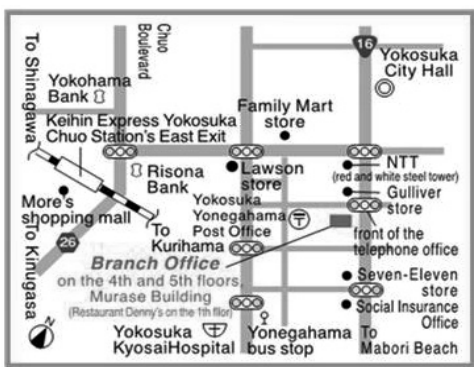 To Shinagawa
Chuo
Boulevard
16
Yokosuka
City Hall
Yokohama
Bank
Family Mart
store
Keihin Express Yokosuka
Chuo Station's East Exit
NTT
(red and white steel tower)
Risona
Bank
Lawson
store
Gulliver
store
More's
shopping mall
Yokosuka
Yonegahama
Post Office
To
Kurihama
front of the
telephone office
To Kinugasa
26
Branch Office
on the 4th and 5th floors,
Murase Building
(Restaurant Denny's on the 1th fllor)
Seven-Eleven
store
Social Insurance
Office
N
Yokosuka
KyosaiHospital
Yonegahama
bus stop
To
Mabori Beach